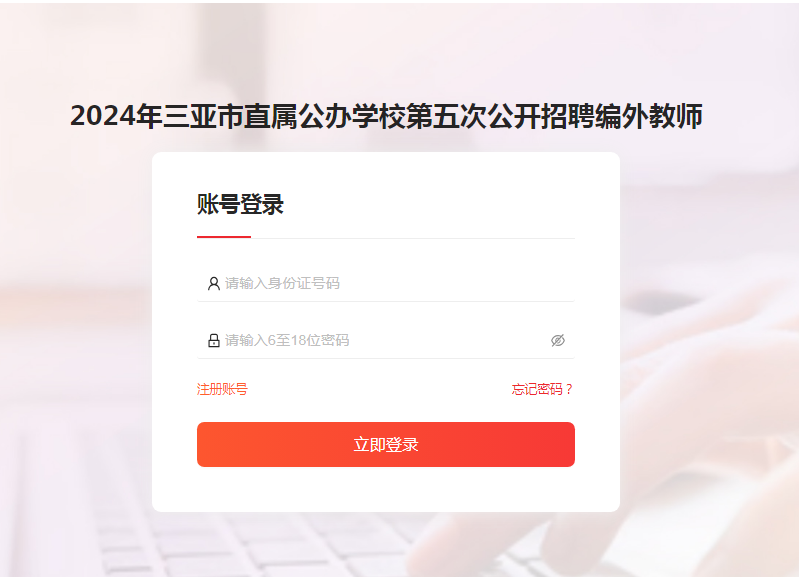 2024年三亚市直属公办学校第五次公开招聘编外教师
账号登录
请输入身份证号码
请输入6至18位密码
注册账号
忘记密码？
立即登录